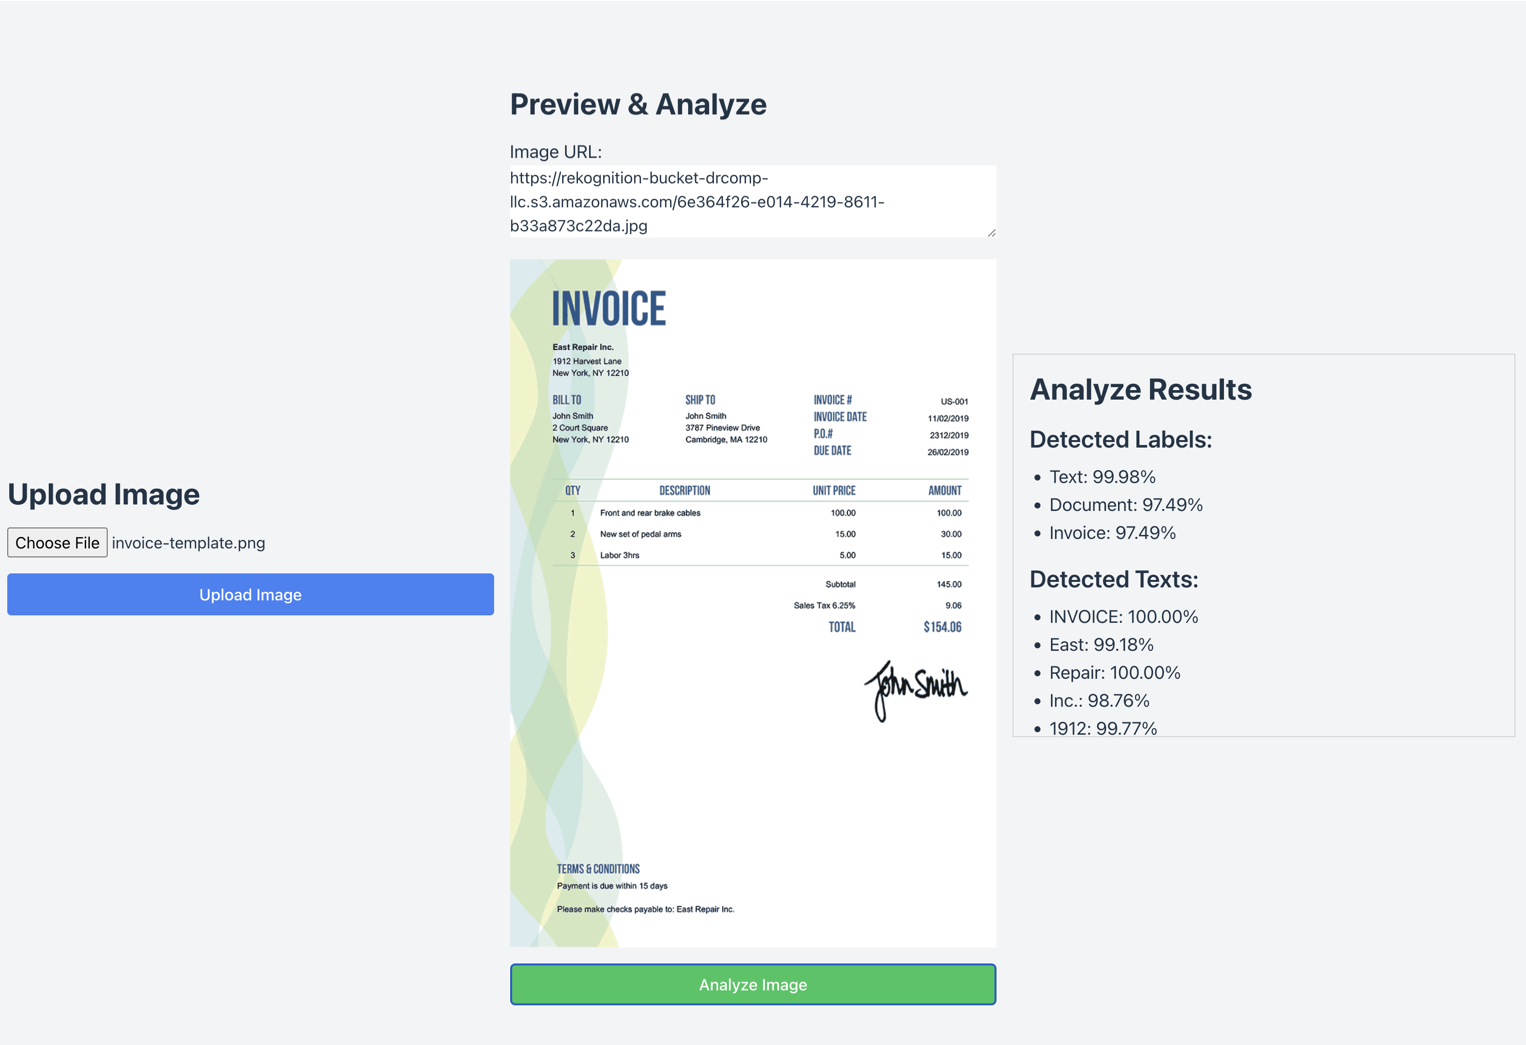 Upload Image
Choose File invoice-template.png
Upload Image
Preview & Analyze
Image URL:
https://rekognition-bucket-drcomp-
llc.s3.amazonaws.com/6e364f26-e014-4219-8611-
b33a873c22da.jpg
INVOICE
East Repair Inc.
1912 Harvest Lane
New York, NY 12210
BILL TO
John Smith
2 Court Square
New York, NY 12210
SHIP TO
John Smith
3787 Pineview Drive
Cambridge, MA 12210
INVOICE # US-001
INVOICE DATE 11/02/2019
P.O.# 2312/2019
DUE DATE 26/02/2019
QTY DESCRIPTION UNIT PRICE AMOUNT
1 Front and rear brake cables 100.00 100.00
2 New set of pedal arms 15.00 30.00
3 Labor 3hrs 5.00 15.00
Subtotal 145.00
Sales Tax 6.25% 9.06
TOTAL $154.06
John Smith
TERMS & CONDITIONS
Payment is due within 15 days
Please make checks payable to: East Repair Inc.
Analyze Image
Analyze Results
Detected Labels:
• Text: 99.98%
• Document: 97.49%
• Invoice: 97.49%
Detected Texts:
• INVOICE: 100.00%
• East: 99.18%
• Repair: 100.00%
• Inc.: 98.76%
• 1912: 99.77%